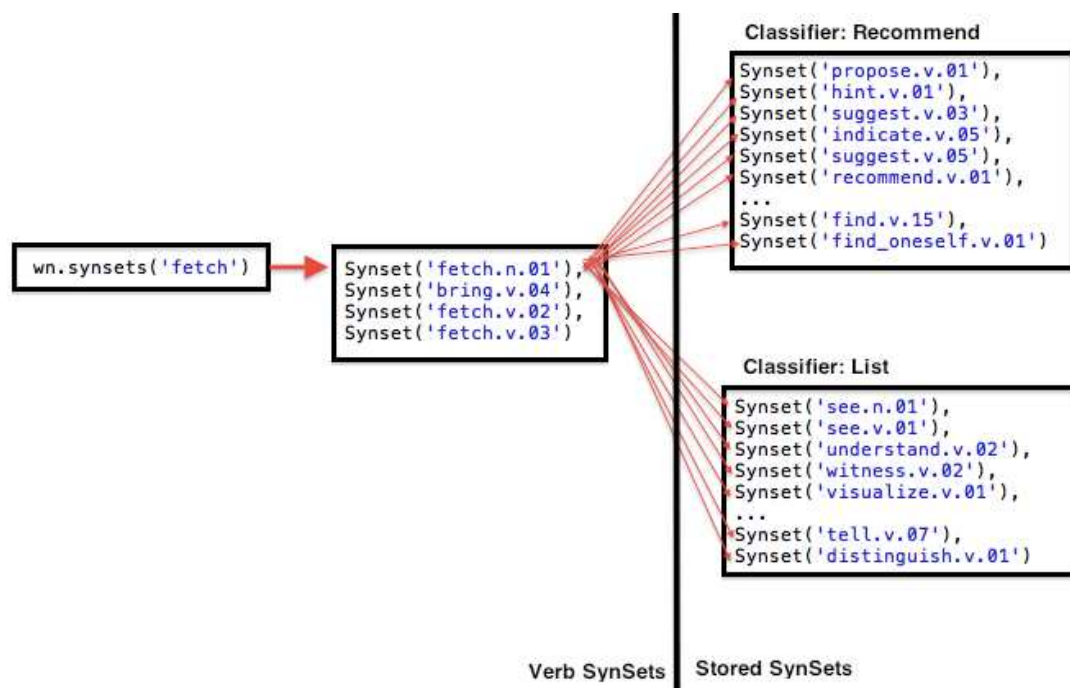 wn.synsets('fetch')
Synset('fetch.n.01'),
Synset('bring.v.04'),
Synset('fetch.v.02'),
Synset('fetch.v.03')
Classifier: Recommend
Synset('propose.v.01'),
Synset('hint.v.01'),
Synset('suggest.v.03'),
Synset('indicate.v.05'),
Synset('suggest.v.05'),
Synset('recommend.v.01'),
...
Synset('find.v.15'),
Synset('find_oneself.v.01')
Classifier: List
Synset('see.n.01'),
Synset('see.v.01'),
Synset('understand.v.02'),
Synset('witness.v.02'),
Synset('visualize.v.01'),
...
Synset('tell.v.07'),
Synset('distinguish.v.01')
Verb SynSets
Stored SynSets